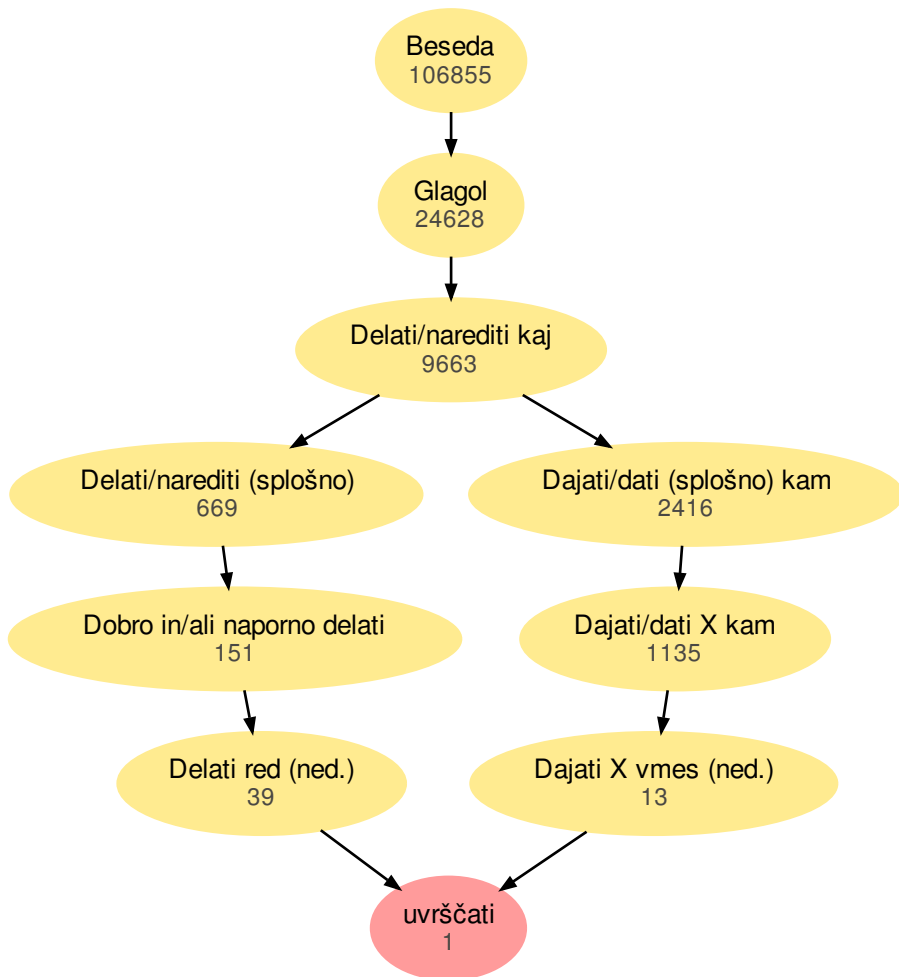 Beseda
106855
Glagol
24628
Delati/narediti kaj
9663
Delati/narediti (splošno)
669
Dajati/dati (splošno) kam
2416
Dobro in/ali naporno delati
151
Dajati/dati X kam
1135
Delati red (ned.)
39
Dajati X vmes (ned.)
13
uvrščati
1